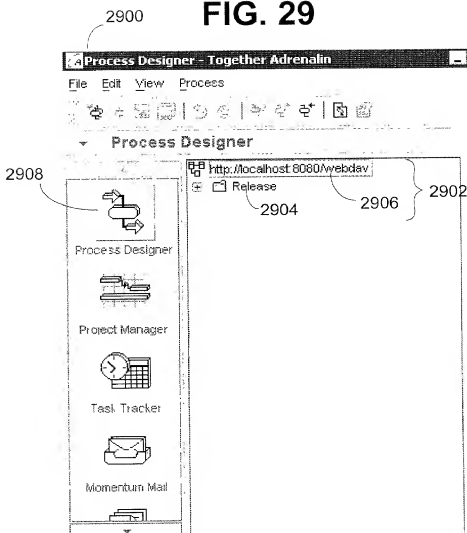 2900
FIG. 29
Process Designer - Together Adrenalin
File Edit View Process
Process Designer
2908
http://localhost:8080/webdav
Release
2902
2904
2906
Process Designer
Project Manager
Task Tracker
Momentum Mail